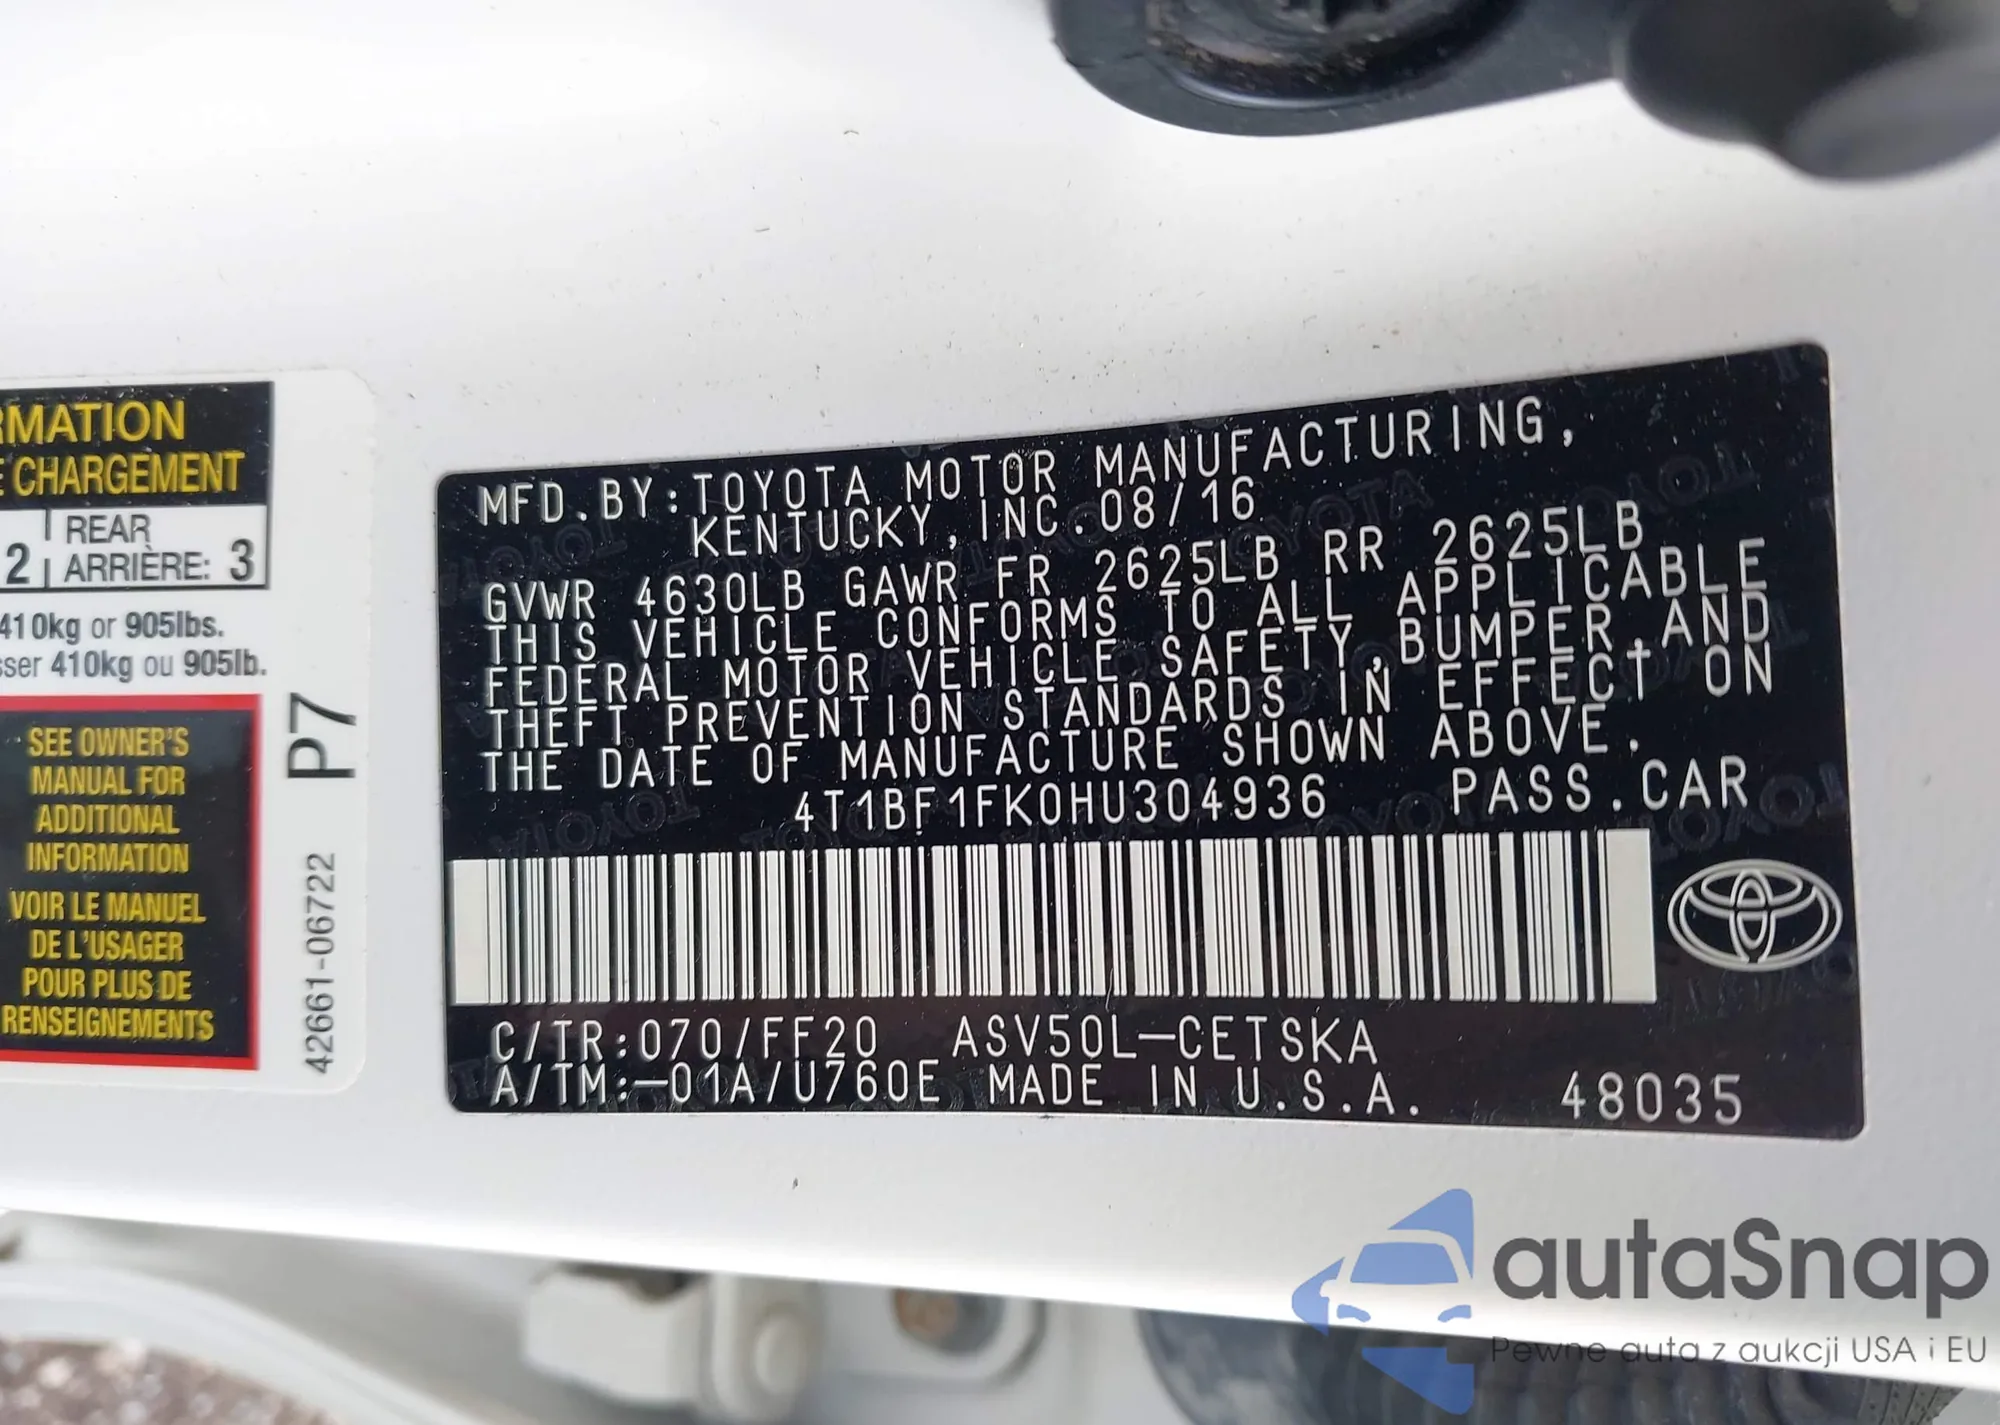 RMATION
E CHARGEMENT
2 REAR
ARRIÈRE: 3
410kg or 905lbs.
sser 410kg ou 905lb.
SEE OWNER'S
MANUAL FOR
ADDITIONAL
INFORMATION
VOIR LE MANUEL
DE L'USAGER
POUR PLUS DE
RENSEIGNEMENTS
P7
42661-06722
MFD.BY:TOYOTA MOTOR MANUFACTURING,
KENTUCKY,INC.08/16
GVWR 4630LB GAWR FR 2625LB RR 2625LB
THIS VEHICLE CONFORMS TO ALL APPLICABLE
FEDERAL MOTOR VEHICLE SAFETY,BUMPER,AND
THEFT PREVENTION STANDARDS IN EFFECT ON
THE DATE OF MANUFACTURE SHOWN ABOVE.
4T1BF1FK0HU304936 PASS.CAR
C/TR:070/FF20 ASV50L-CETSKA
A/TM:-01A/U760E MADE IN U.S.A. 48035
autaSnap
Pewne auta z aukcji USA i EU